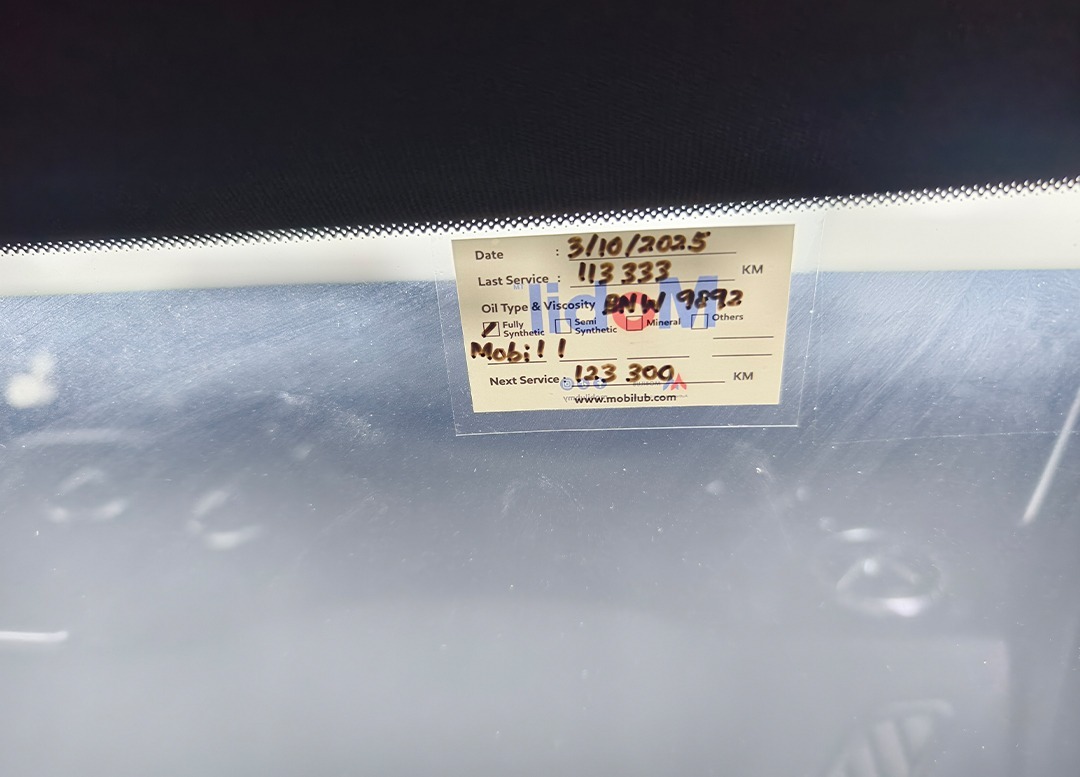 Date : 3/10/2025
Last Service : 113 333 KM
Oil Type & Viscosity BNW 9892
Fully Synthetic Semi Synthetic Mineral Others
Mobil 1
Next Service : 123 300 KM
www.mobilub.com
Mobil